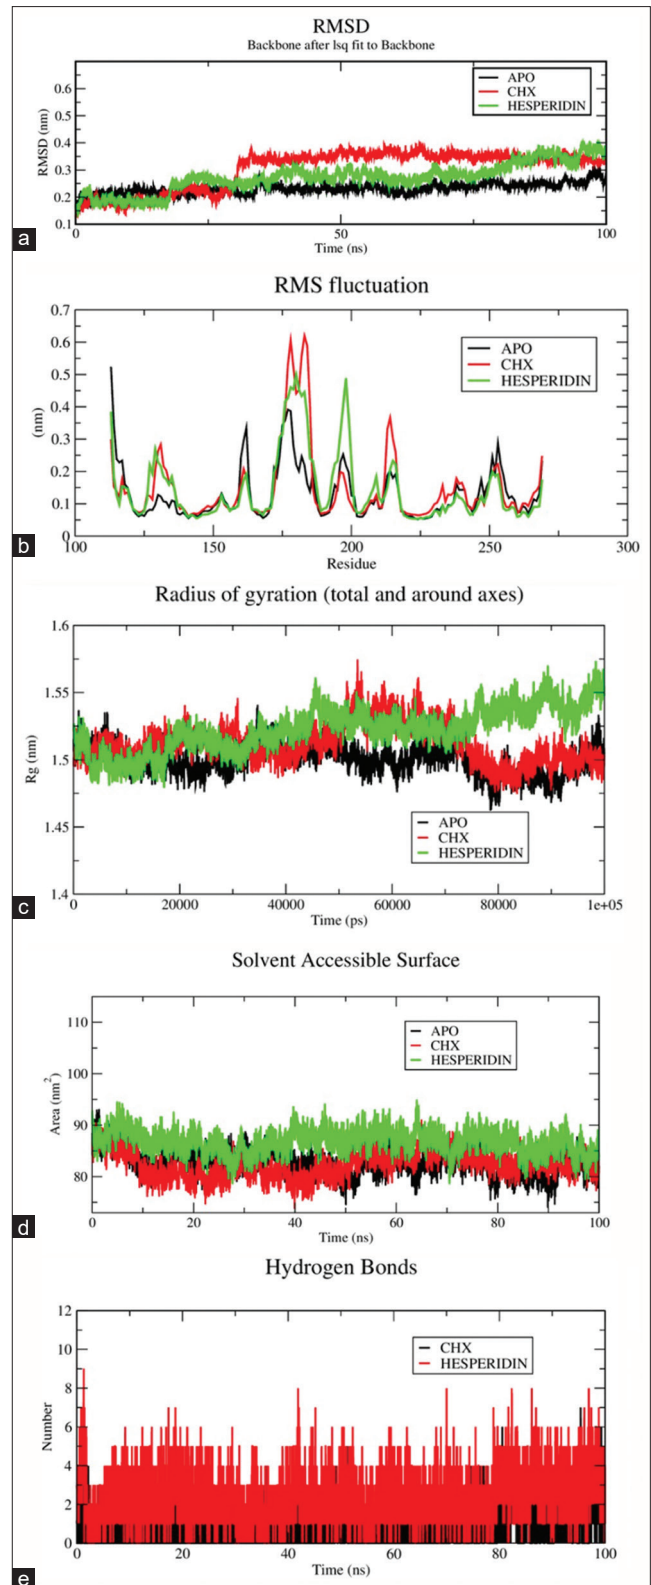 RMSD
Backbone after lsq fit to Backbone
0.7
0.6
0.5
0.4
0.3
0.2
0.1
RMSD (nm)
APO
CHX
HESPERIDIN
0 50 100
Time (ns)
a
RMS fluctuation
0.7
0.6
0.5
0.4
0.3
0.2
0.1
0
(nm)
APO
CHX
HESPERIDIN
100 150 200 250 300
Residue
b
Radius of gyration (total and around axes)
1.6
1.55
1.5
1.45
1.4
Rg (nm)
APO
CHX
HESPERIDIN
0 20000 40000 60000 80000 1e+05
Time (ps)
c
Solvent Accessible Surface
110
100
90
80
Area (nm²)
APO
CHX
HESPERIDIN
0 20 40 60 80 100
Time (ns)
d
Hydrogen Bonds
12
10
8
6
4
2
0
Number
CHX
HESPERIDIN
0 20 40 60 80 100
Time (ns)
e